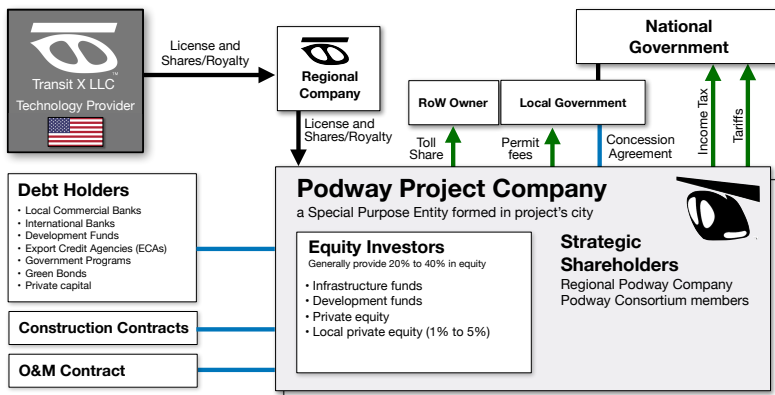 Transit X LLC
™
Technology Provider
License and
Shares/Royalty
Regional
Company
License and
Shares/Royalty
National
Government
RoW Owner
Local Government
Toll
Share
Permit
fees
Concession
Agreement
Income Tax
Tariffs
Debt Holders
• Local Commercial Banks
• International Banks
• Development Funds
• Export Credit Agencies (ECAs)
• Government Programs
• Green Bonds
• Private capital
Construction Contracts
O&M Contract
Podway Project Company
a Special Purpose Entity formed in project's city
Equity Investors
Generally provide 20% to 40% in equity
• Infrastructure funds
• Development funds
• Private equity
• Local private equity (1% to 5%)
Strategic
Shareholders
Regional Podway Company
Podway Consortium members